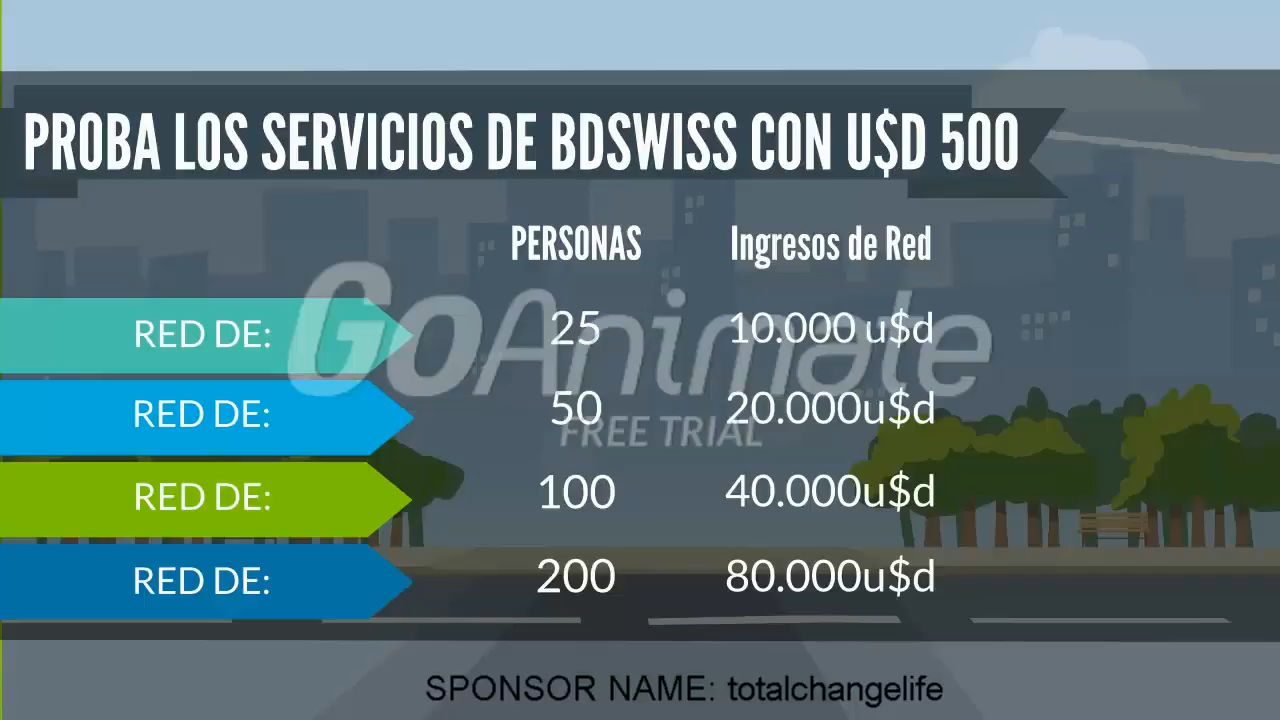 PROBA LOS SERVICIOS DE BDSWISS CON U$D 500
PERSONAS Ingresos de Red
RED DE: 25 10.000 u$d
RED DE: 50 20.000u$d
RED DE: 100 40.000u$d
RED DE: 200 80.000u$d
GoAnimate
FREE TRIAL
SPONSOR NAME: totalchangelife